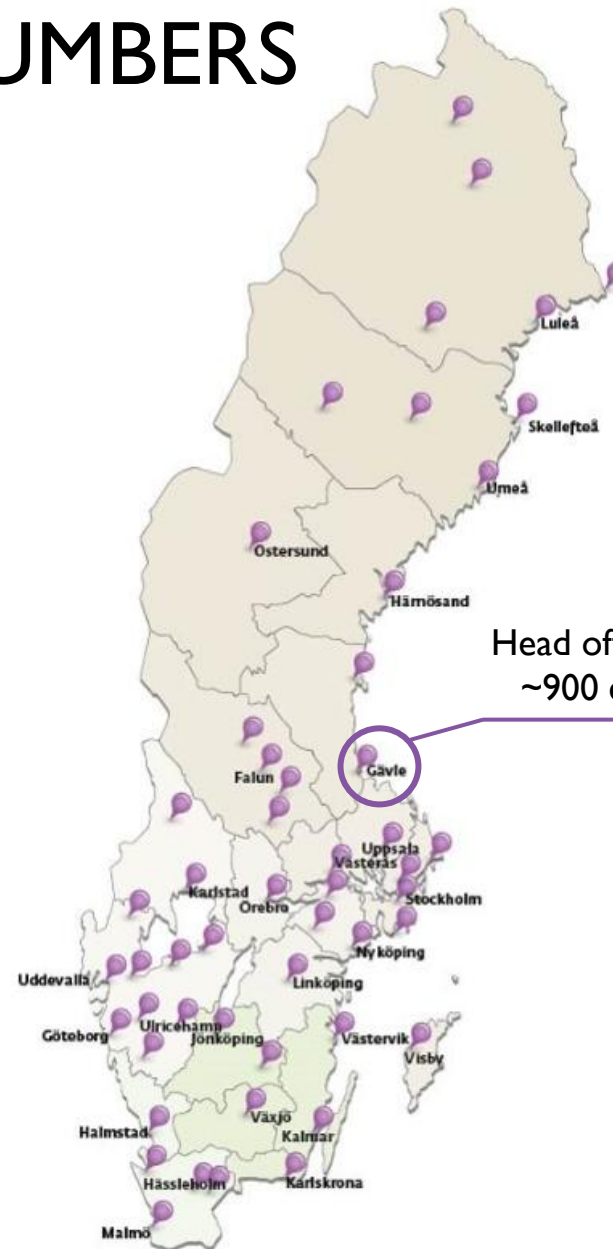 UMBERS
Luleå
Skellefteå
Umeå
Östersund
Härnösand
Head of
~900
Gävle
Falun
Uppsala
Västerås
Karlstad
Örebro
Stockholm
Nyköping
Uddevalla
Linköping
Ulricehamn
Göteborg
Jönköping
Västervik
Visby
Växjö
Halmstad
Kalmar
Hässleholm
Karlskrona
Malmö